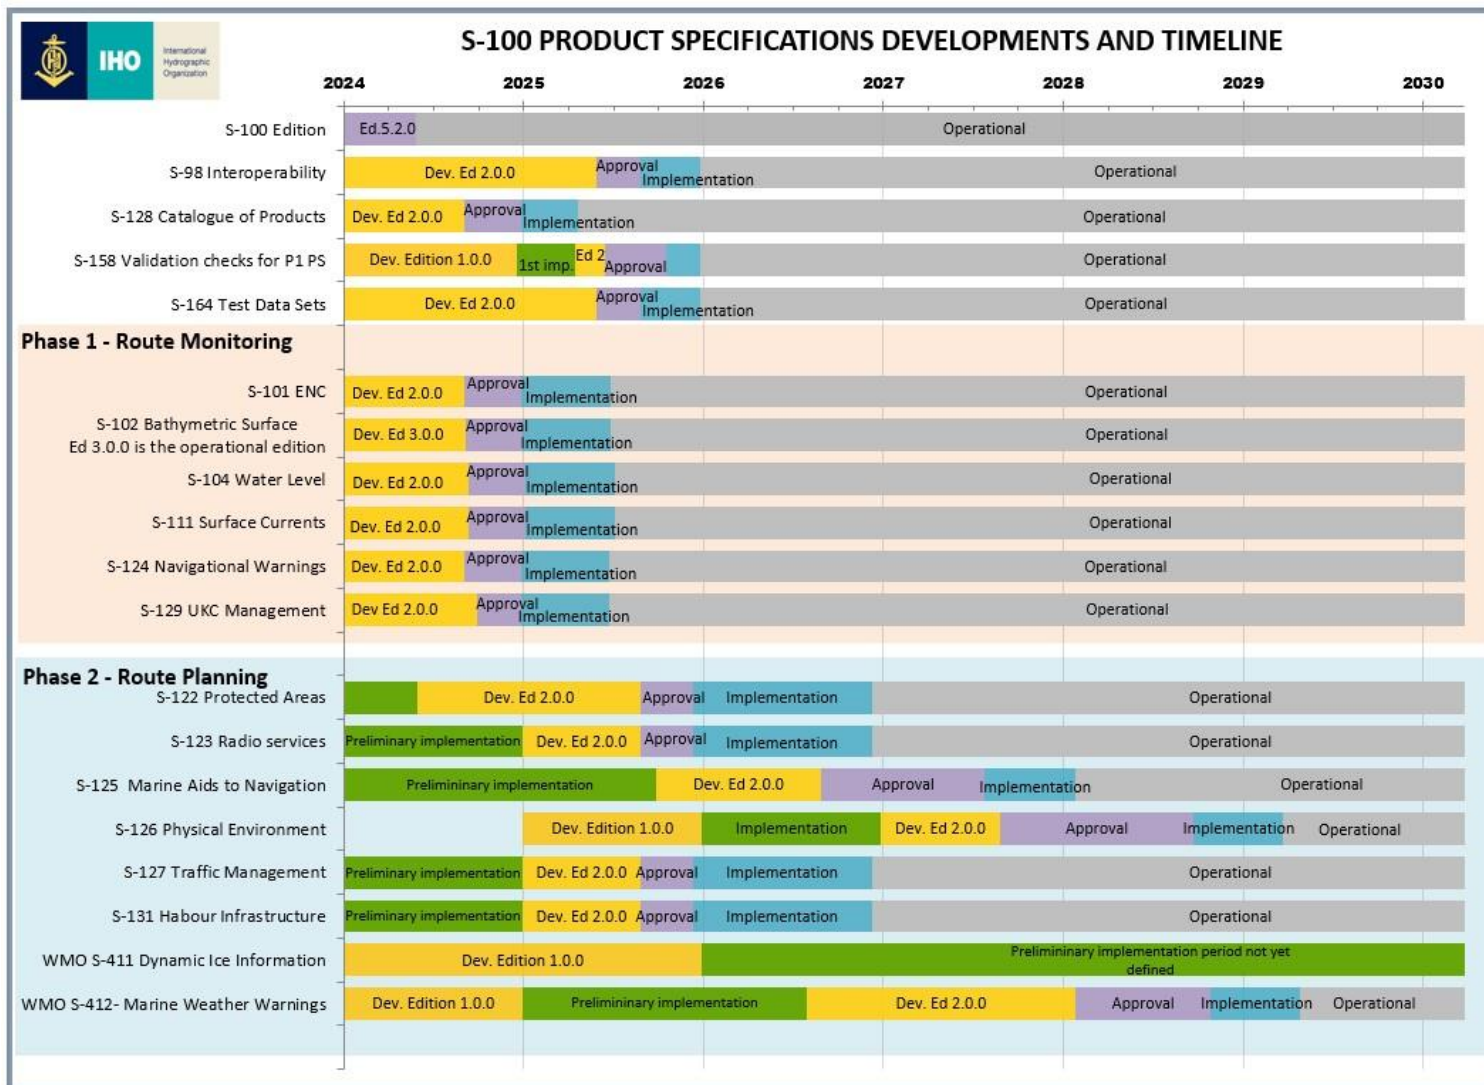 IHO
International
Hydrographic
Organization
S-100 PRODUCT SPECIFICATIONS DEVELOPMENTS AND TIMELINE
2024 2025 2026 2027 2028 2029 2030
S-100 Edition Ed.5.2.0 Operational
S-98 Interoperability Dev. Ed 2.0.0 Approval Implementation Operational
S-128 Catalogue of Products Dev. Ed 2.0.0 Approval Implementation Operational
S-158 Validation checks for P1 PS Dev. Edition 1.0.0 1st imp. Ed 2 Approval Operational
S-164 Test Data Sets Dev. Ed 2.0.0 Approval Implementation Operational
Phase 1 - Route Monitoring
S-101 ENC Dev. Ed 2.0.0 Approval Implementation Operational
S-102 Bathymetric Surface
Ed 3.0.0 is the operational edition Dev. Ed 3.0.0 Approval Implementation Operational
S-104 Water Level Dev. Ed 2.0.0 Approval Implementation Operational
S-111 Surface Currents Dev. Ed 2.0.0 Approval Implementation Operational
S-124 Navigational Warnings Dev. Ed 2.0.0 Approval Implementation Operational
S-129 UKC Management Dev Ed 2.0.0 Approval Implementation Operational
Phase 2 - Route Planning
S-122 Protected Areas Dev. Ed 2.0.0 Approval Implementation Operational
S-123 Radio services Preliminary implementation Dev. Ed 2.0.0 Approval Implementation Operational
S-125 Marine Aids to Navigation Prelimininary implementation Dev. Ed 2.0.0 Approval Implementation Operational
S-126 Physical Environment Dev. Edition 1.0.0 Implementation Dev. Ed 2.0.0 Approval Implementation Operational
S-127 Traffic Management Preliminary implementation Dev. Ed 2.0.0 Approval Implementation Operational
S-131 Habour Infrastructure Preliminary implementation Dev. Ed 2.0.0 Approval Implementation Operational
WMO S-411 Dynamic Ice Information Dev. Edition 1.0.0 Prelimininary implementation period not yet
defined
WMO S-412- Marine Weather Warnings Dev. Edition 1.0.0 Prelimininary implementation Dev. Ed 2.0.0 Approval Implementation Operational